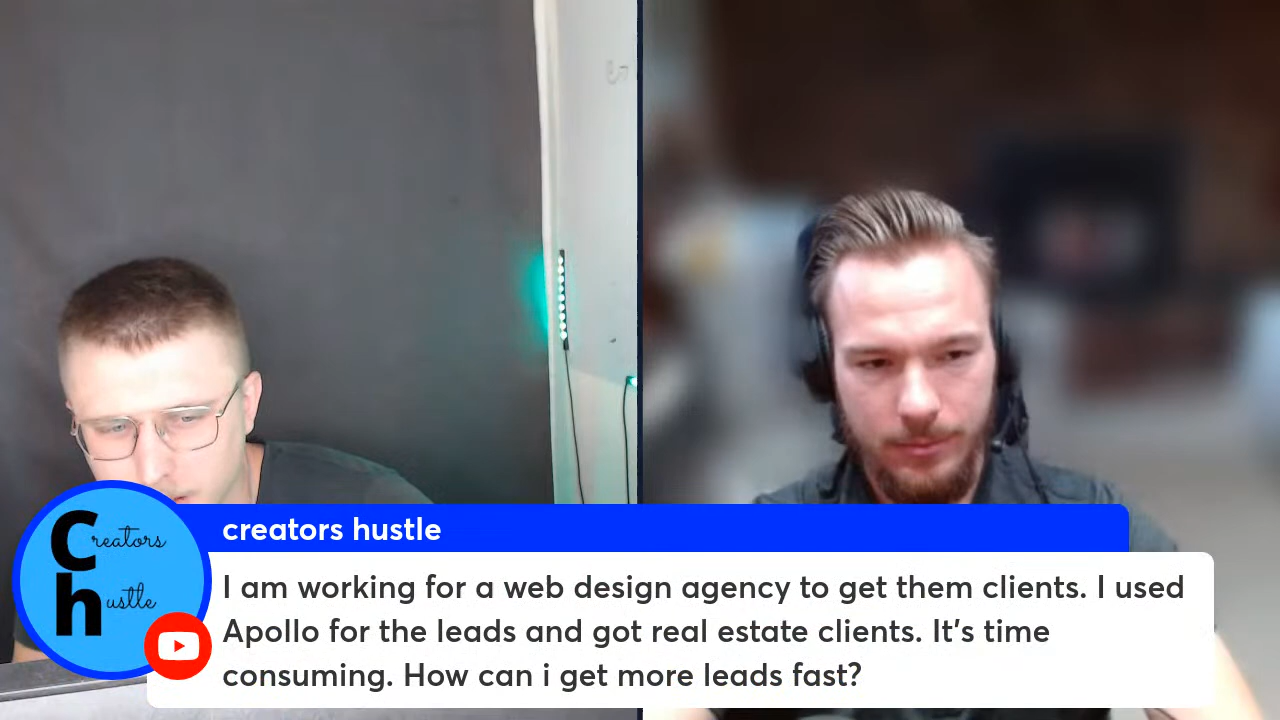 creators hustle
I am working for a web design agency to get them clients. I used
Apollo for the leads and got real estate clients. It's time
consuming. How can i get more leads fast?
Creators
hustle